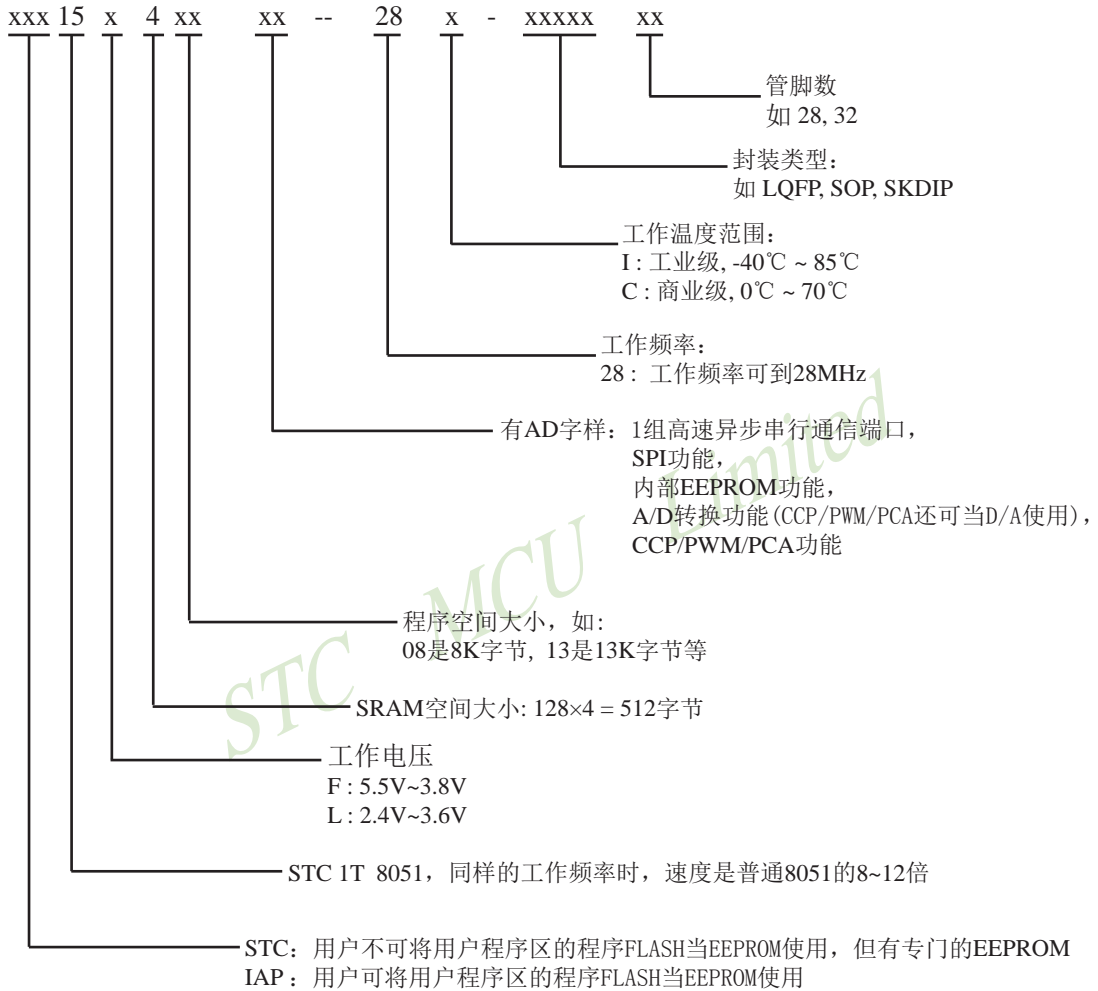 xxx 15 x 4 xx xx -- 28 x - xxxxx xx
管脚数
如 28, 32
封装类型：
如 LQFP, SOP, SKDIP
工作温度范围：
I : 工业级, -40℃ ~ 85℃
C : 商业级, 0℃ ~ 70℃
工作频率：
28 : 工作频率可到28MHz
有AD字样：1组高速异步串行通信端口，
SPI功能，
内部EEPROM功能，
A/D转换功能(CCP/PWM/PCA还可当D/A使用)，
CCP/PWM/PCA功能
程序空间大小，如：
08是8K字节, 13是13K字节等
SRAM空间大小: 128×4 = 512字节
工作电压
F : 5.5V~3.8V
L : 2.4V~3.6V
STC 1T 8051，同样的工作频率时，速度是普通8051的8~12倍
STC：用户不可将用户程序区的程序FLASH当EEPROM使用，但有专门的EEPROM
IAP：用户可将用户程序区的程序FLASH当EEPROM使用
STC MCU Limited